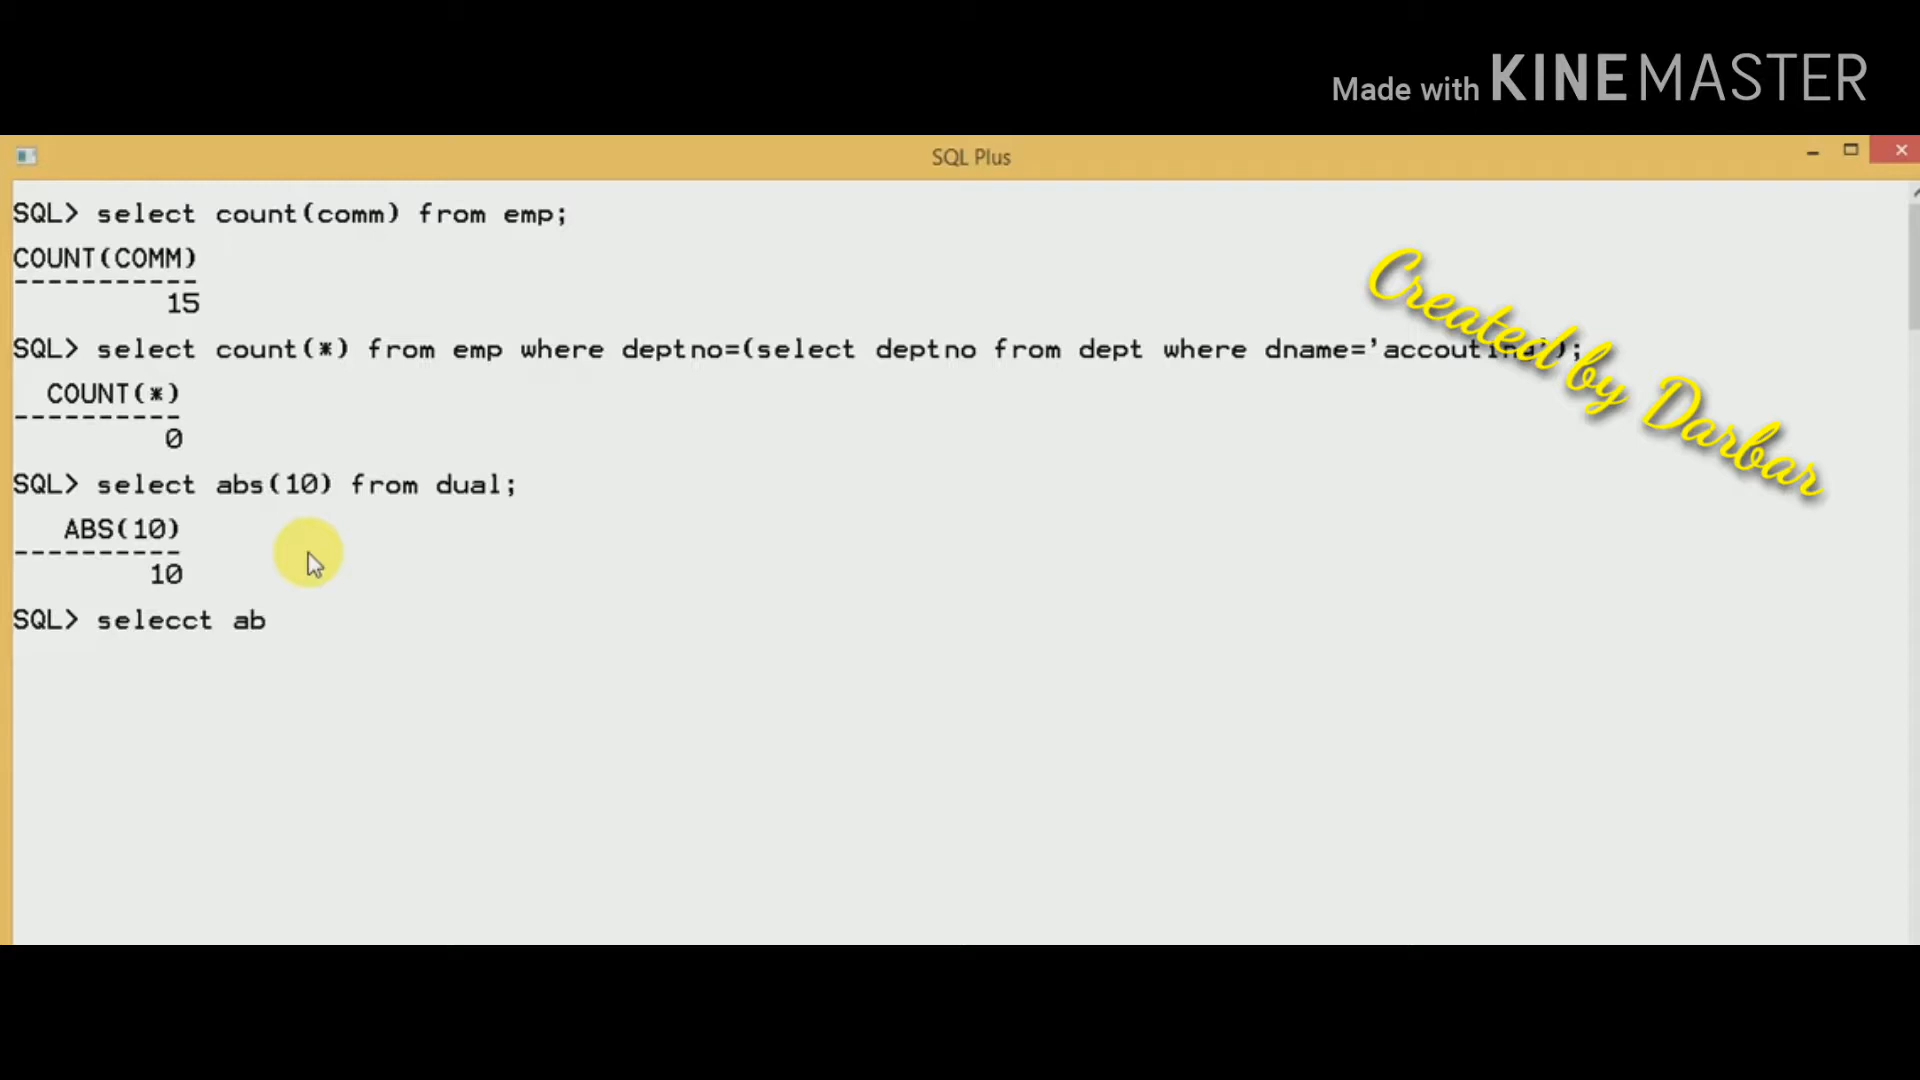 Made with KINEMASTER
SQL Plus
SQL> select count(comm) from emp;
COUNT(COMM)
-----------
15
SQL> select count(*) from emp where deptno=(select deptno from dept where dname='accouting');
COUNT(*)
----------
0
SQL> select abs(10) from dual;
ABS(10)
----------
10
SQL> selecct ab
Created by Darbar